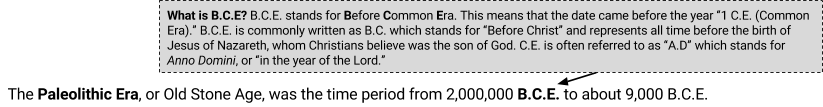 What is B.C.E? B.C.E. stands for Before Common Era. This means that the date came before the year “1 C.E. (Common
Era).” B.C.E. is commonly written as B.C. which stands for “Before Christ” and represents all time before the birth of
Jesus of Nazareth, whom Christians believe was the son of God. C.E. is often referred to as “A.D” which stands for
Anno Domini, or “in the year of the Lord.”
The Paleolithic Era, or Old Stone Age, was the time period from 2,000,000 B.C.E. to about 9,000 B.C.E.